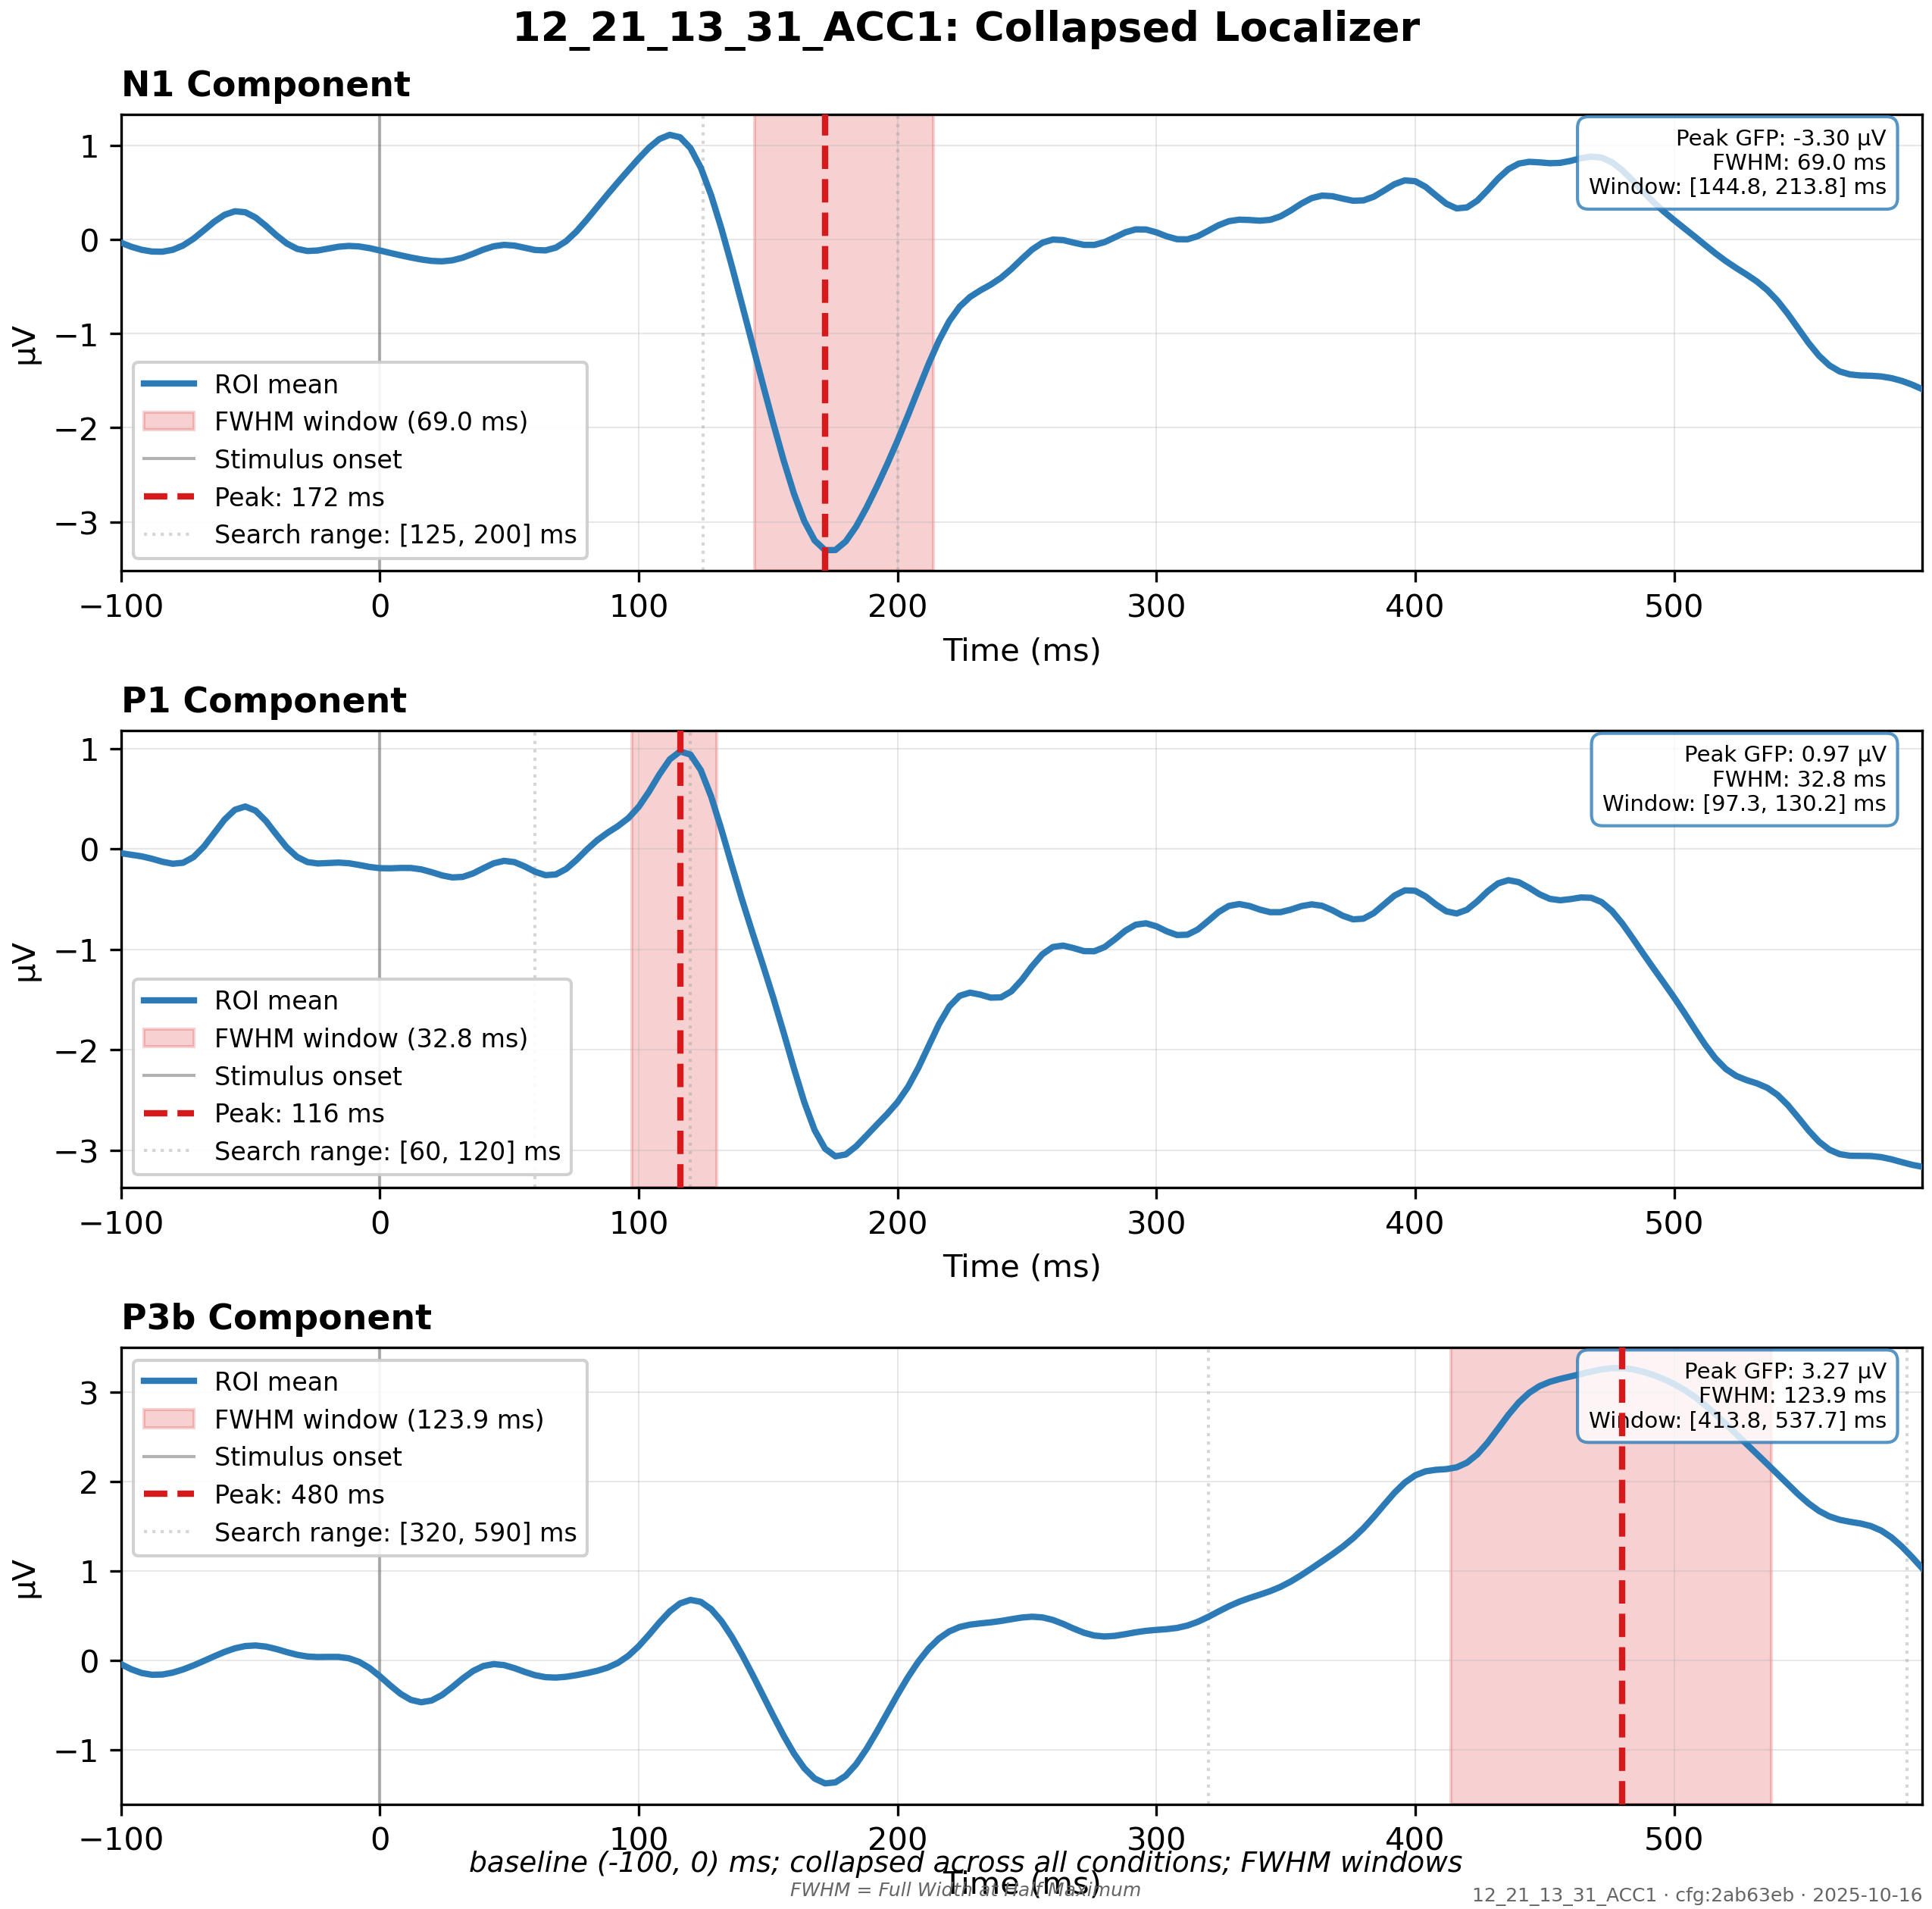 12_21_13_31_ACC1: Collapsed Localizer
N1 Component
1
0
−1
−2
−3
µV
Peak GFP: -3.30 µV
FWHM: 69.0 ms
Window: [144.8, 213.8] ms
ROI mean
FWHM window (69.0 ms)
Stimulus onset
Peak: 172 ms
Search range: [125, 200] ms
−100 0 100 200 300 400 500
Time (ms)
P1 Component
1
0
−1
−2
−3
µV
Peak GFP: 0.97 µV
FWHM: 32.8 ms
Window: [97.3, 130.2] ms
ROI mean
FWHM window (32.8 ms)
Stimulus onset
Peak: 116 ms
Search range: [60, 120] ms
−100 0 100 200 300 400 500
Time (ms)
P3b Component
3
2
1
0
−1
µV
ROI mean
FWHM window (123.9 ms)
Stimulus onset
Peak: 480 ms
Search range: [320, 590] ms
Peak GFP: 3.27 µV
FWHM: 123.9 ms
Window: [413.8, 537.7] ms
−100 0 100 200 300 400 500
baseline (-100, 0) ms; collapsed across all conditions; FWHM windows
Time (ms)
FWHM = Full Width at Half Maximum
12_21_13_31_ACC1 · cfg:2ab63eb · 2025-10-16